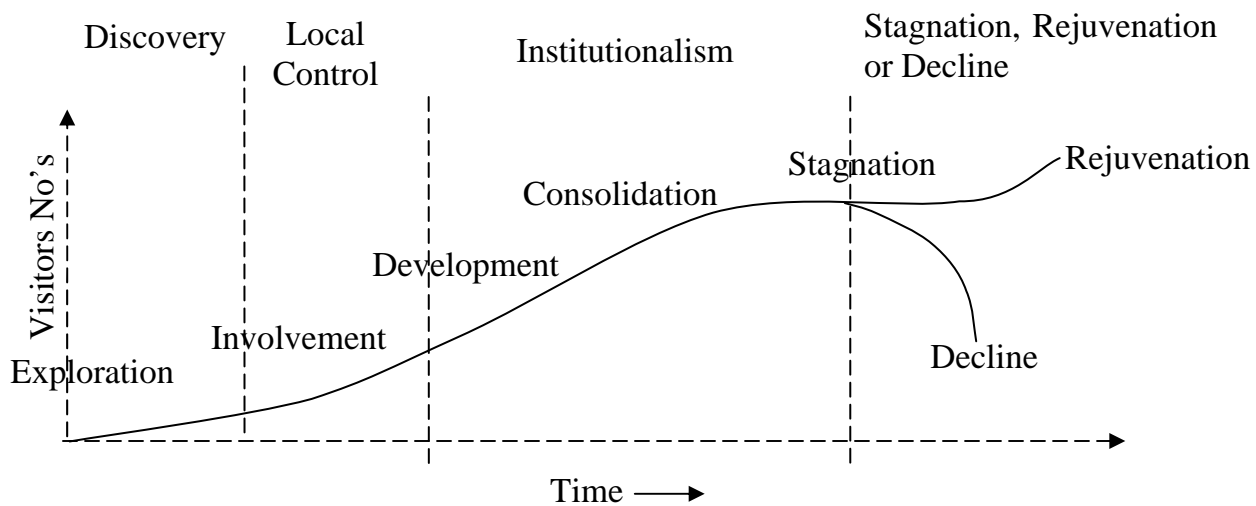 Discovery
Local
Control
Institutionalism
Stagnation, Rejuvenation
or Decline
Visitors No's
Exploration
Involvement
Development
Consolidation
Stagnation
Rejuvenation
Decline
Time